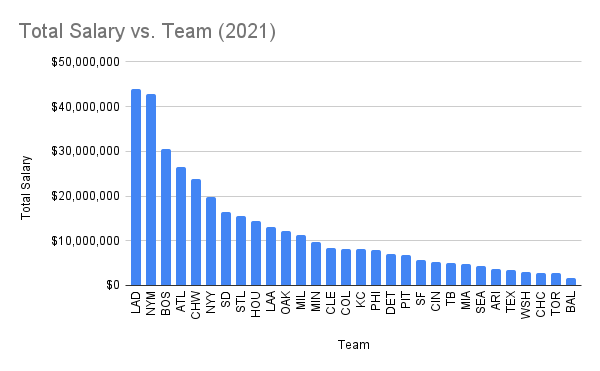 Total Salary vs. Team (2021)
$50,000,000
$40,000,000
$30,000,000
$20,000,000
$10,000,000
$0
Total Salary
LAD
NYM
BOS
ATL
CHW
NYY
SD
STL
HOU
LAA
OAK
MIL
MIN
CLE
COL
KC
PHI
DET
PIT
SF
CIN
TB
MIA
SEA
ARI
TEX
WSH
CHC
TOR
BAL
Team